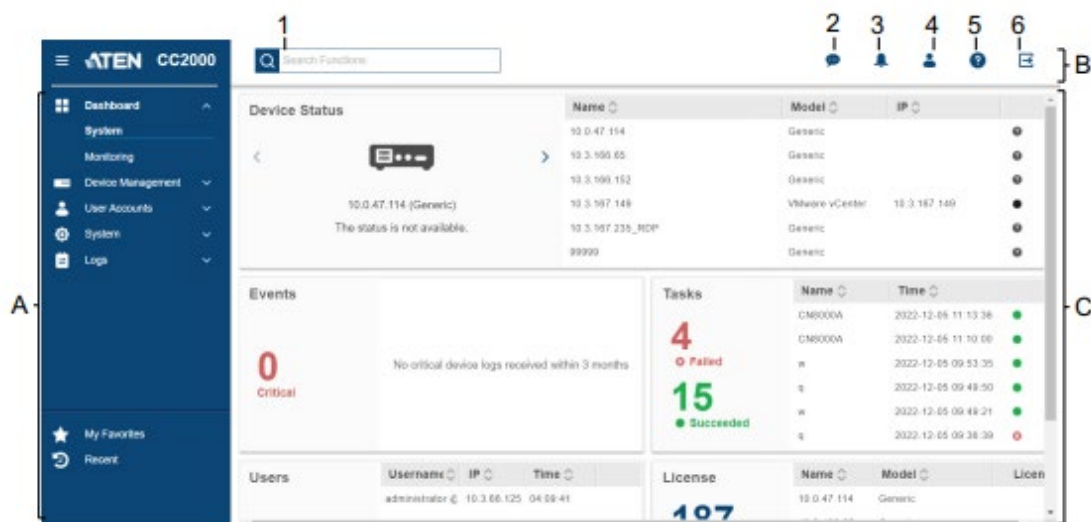 1
2 3 4 5 6
ATEN CC2000
Search Functions
B
A
C
Dashboard
System
Monitoring
Device Management
User Accounts
System
Logs
My Favorites
Recent
Device Status
10.0.47.114 (Generic)
The status is not available.
Name Model IP
10.0.47.114 Generic
10.3.166.65 Generic
10.3.166.152 Generic
10.3.167.149 VMware vCenter 10.3.167.149
10.3.167.235_RDP Generic
99999 Generic
Events
0
Critical
No critical device logs received within 3 months
Tasks
4
Failed
15
Succeeded
Name Time
CN8000A 2022-12-05 11:13:36
CN8000A 2022-12-05 11:10:00
w 2022-12-05 09:53:35
q 2022-12-05 09:49:50
w 2022-12-05 09:49:21
q 2022-12-05 09:38:39
Users
Username IP Time
administrator 10.3.66.125 04:09:41
License
187
Name Model Licen
10.0.47.114 Generic